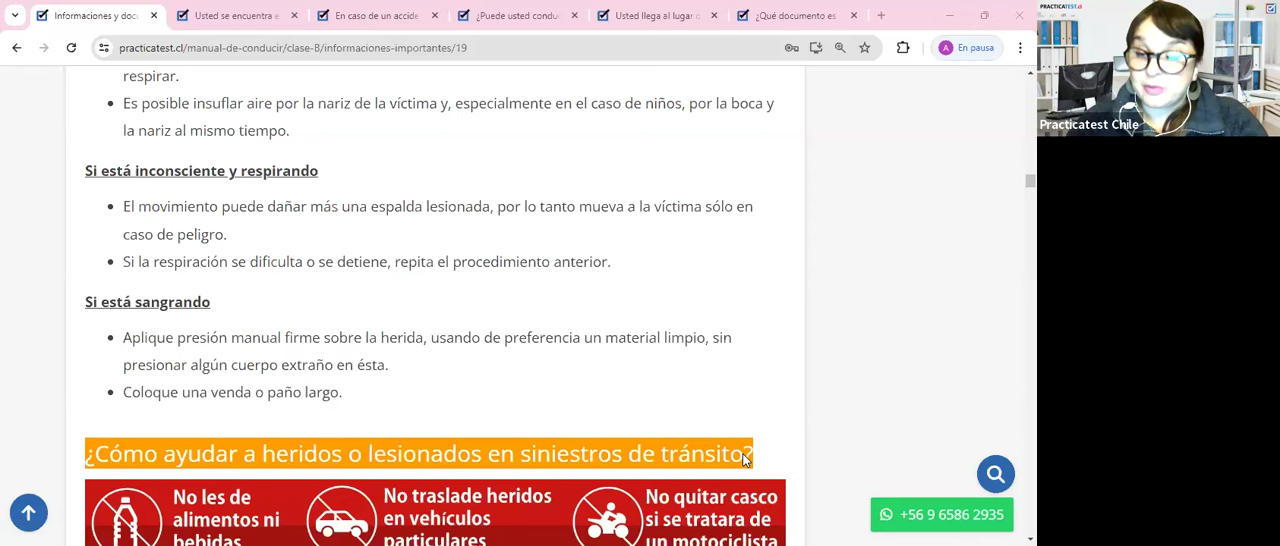 Informaciones y docu
Usted se encuentra e
En caso de un accide
¿Puede usted conduc
Usted llega al lugar o
¿Qué documento es
practicatest.cl/manual-de-conducir/clase-B/informaciones-importantes/19
A En pausa
PRACTICATEST.cl
Practicatest Chile
respirar.
Es posible insuflar aire por la nariz de la víctima y, especialmente en el caso de niños, por la boca y
la nariz al mismo tiempo.
Si está inconsciente y respirando
El movimiento puede dañar más una espalda lesionada, por lo tanto mueva a la víctima sólo en
caso de peligro.
Si la respiración se dificulta o se detiene, repita el procedimiento anterior.
Si está sangrando
Aplique presión manual firme sobre la herida, usando de preferencia un material limpio, sin
presionar algún cuerpo extraño en ésta.
Coloque una venda o paño largo.
¿Cómo ayudar a heridos o lesionados en siniestros de tránsito?
No les de
alimentos ni
bebidas
No traslade heridos
en vehículos
particulares
No quitar casco
si se tratara de
un motociclista
+56 9 6586 2935